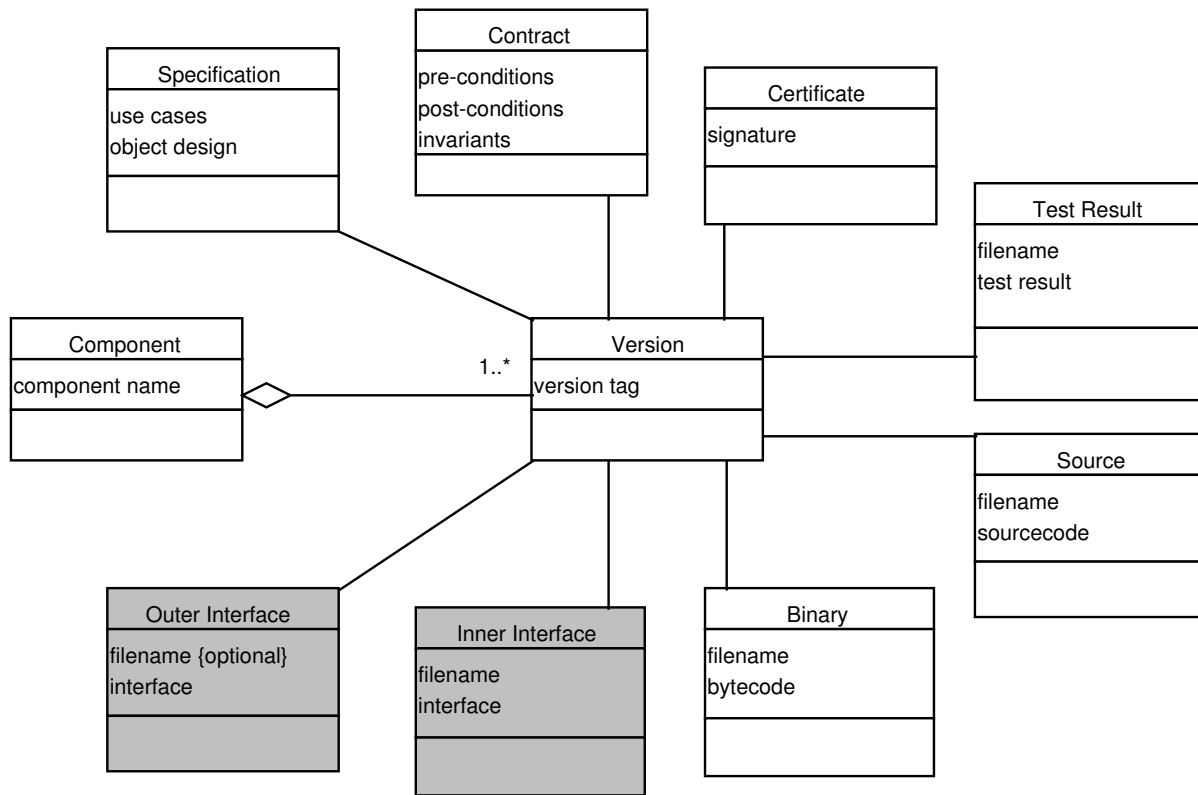 Contract
pre-conditions
post-conditions
invariants
Specification
use cases
object design
Certificate
signature
Test Result
filename
test result
Component
component name
1..*
Version
version tag
Source
filename
sourcecode
Outer Interface
filename {optional}
interface
Inner Interface
filename
interface
Binary
filename
bytecode